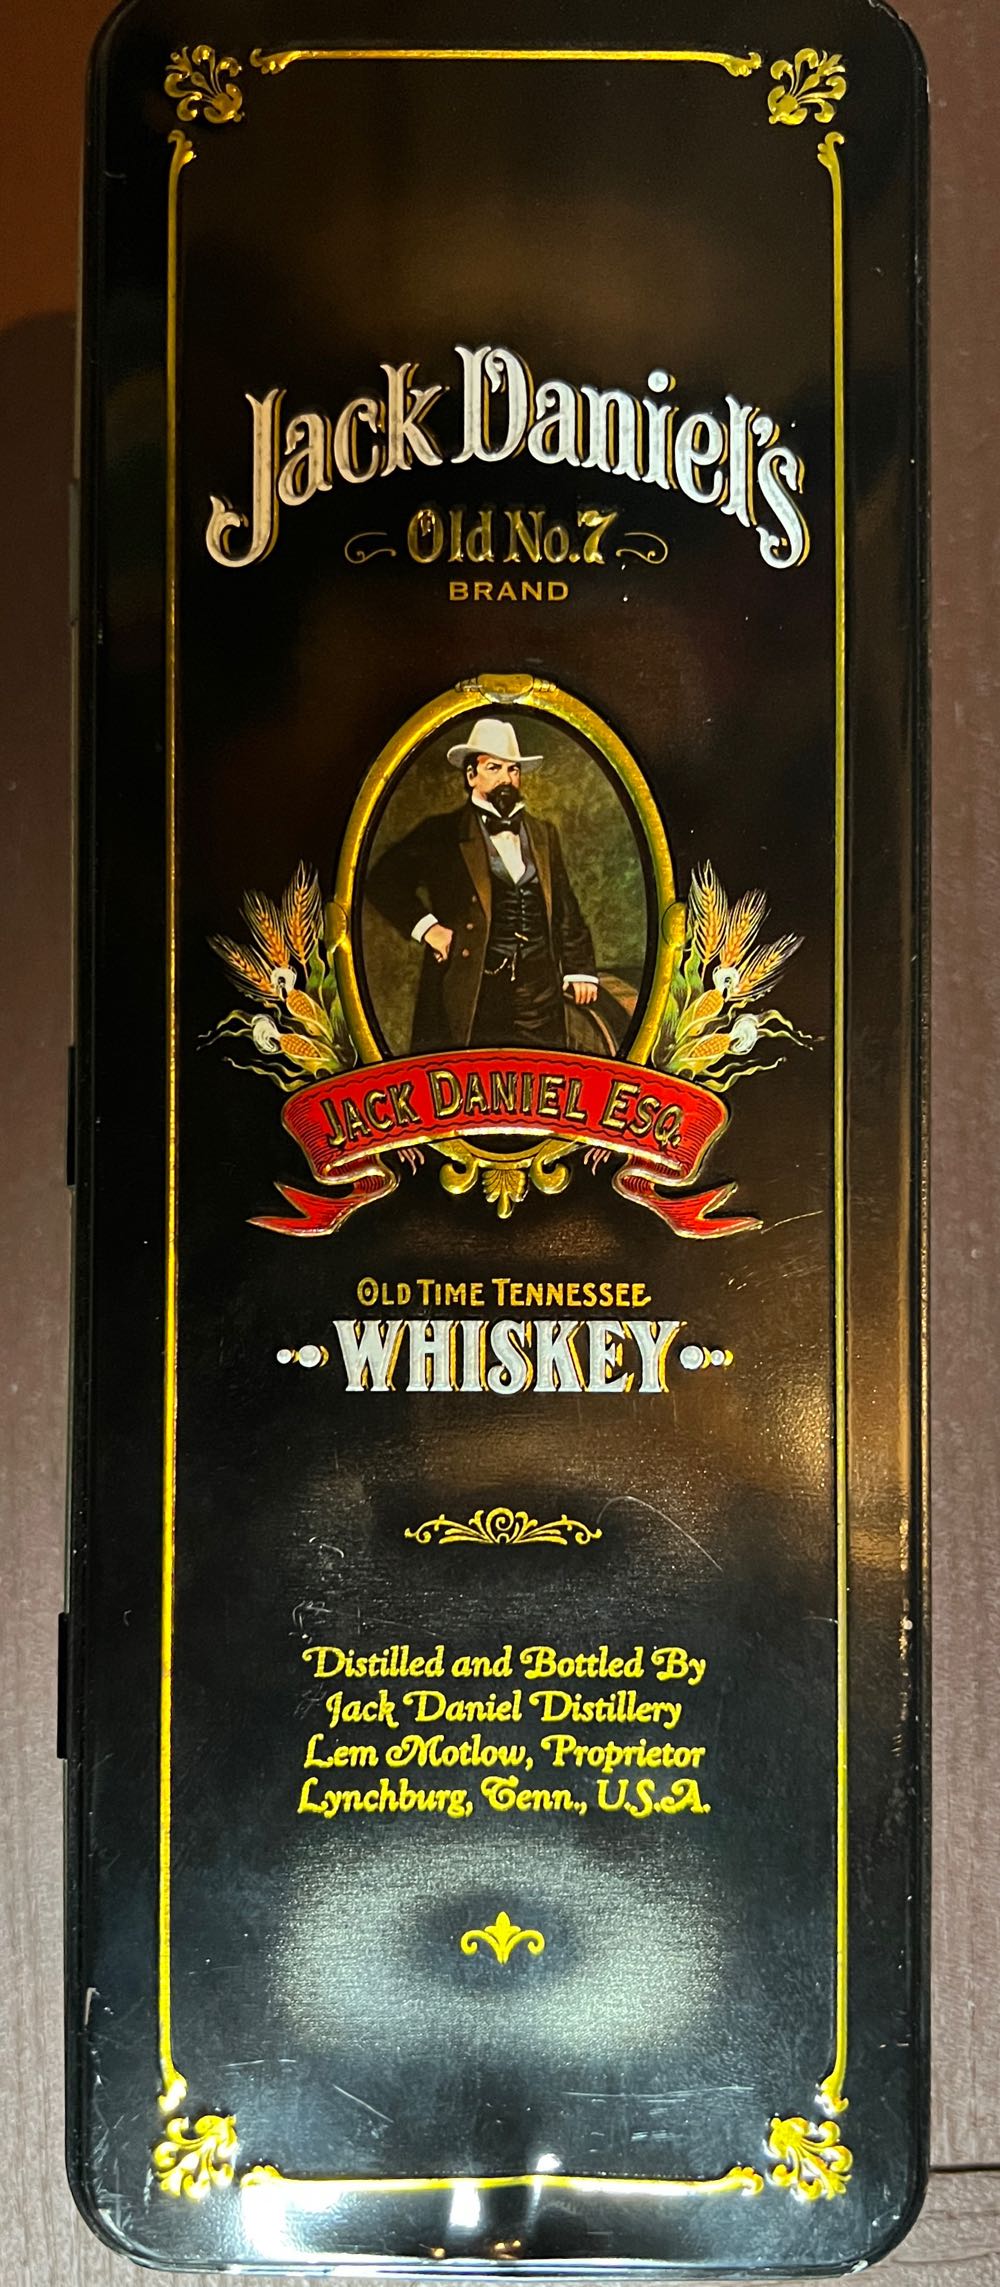 Jack Daniel's
Old No.7
BRAND
JACK DANIEL ESQ.
OLD TIME TENNESSEE
WHISKEY
Distilled and Bottled By
Jack Daniel Distillery
Lem Motlow, Proprietor
Lynchburg, Tenn., U.S.A.